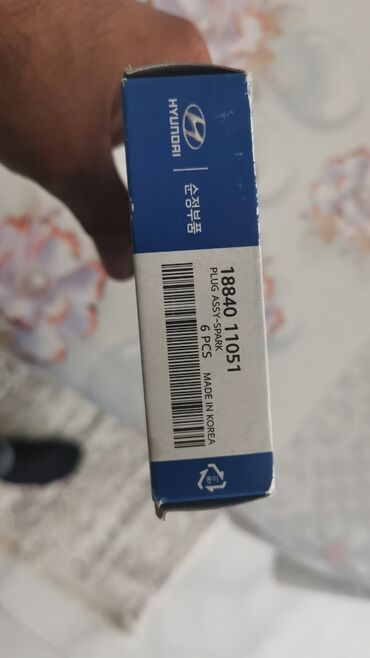 HYUNDAI
순정부품
18840 11051
PLUG ASSY-SPARK
6 PCS MADE IN KOREA